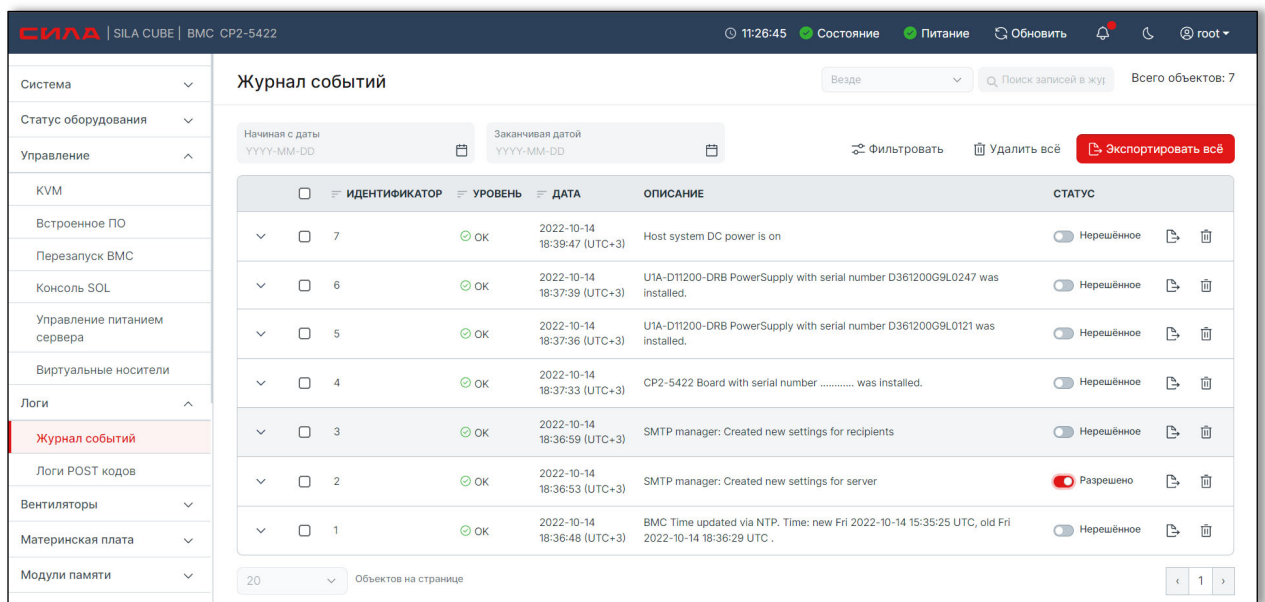 СИЛА | SILA CUBE | BMC CP2-5422
11:26:45 Состояние Питание Обновить root
Система
Статус оборудования
Управление
KVM
Встроенное ПО
Перезапуск BMC
Консоль SOL
Управление питанием
сервера
Виртуальные носители
Логи
Журнал событий
Логи POST кодов
Вентиляторы
Материнская плата
Модули памяти
Журнал событий
Везде
Поиск записей в жур
Всего объектов: 7
Начиная с даты
YYYY-MM-DD
Заканчивая датой
YYYY-MM-DD
Фильтровать Удалить всё Экспортировать всё
ИДЕНТИФИКАТОР УРОВЕНЬ ДАТА ОПИСАНИЕ СТАТУС
7 OK 2022-10-14
18:39:47 (UTC+3) Host system DC power is on Нерешённое
6 OK 2022-10-14
18:37:39 (UTC+3) U1A-D11200-DRB PowerSupply with serial number D361200G9L0247 was
installed. Нерешённое
5 OK 2022-10-14
18:37:36 (UTC+3) U1A-D11200-DRB PowerSupply with serial number D361200G9L0121 was
installed. Нерешённое
4 OK 2022-10-14
18:37:33 (UTC+3) CP2-5422 Board with serial number ............ was installed. Нерешённое
3 OK 2022-10-14
18:36:59 (UTC+3) SMTP manager: Created new settings for recipients Нерешённое
2 OK 2022-10-14
18:36:53 (UTC+3) SMTP manager: Created new settings for server Разрешено
1 OK 2022-10-14
18:36:48 (UTC+3) BMC Time updated via NTP. Time: new Fri 2022-10-14 15:35:25 UTC, old Fri
2022-10-14 18:36:29 UTC . Нерешённое
20 Объектов на странице
‹ 1 ›